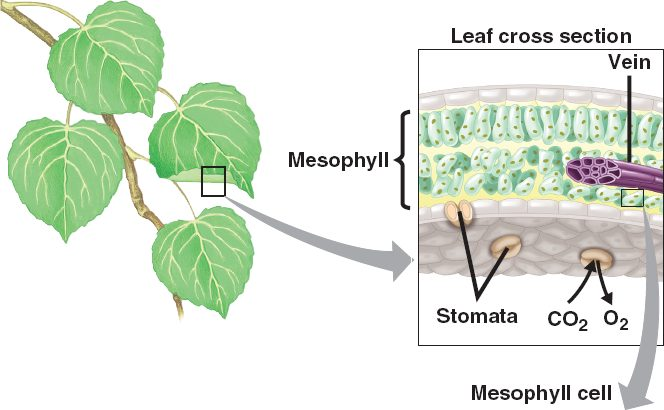 Leaf cross section
Vein
Mesophyll
Stomata
CO₂ O₂
Mesophyll cell